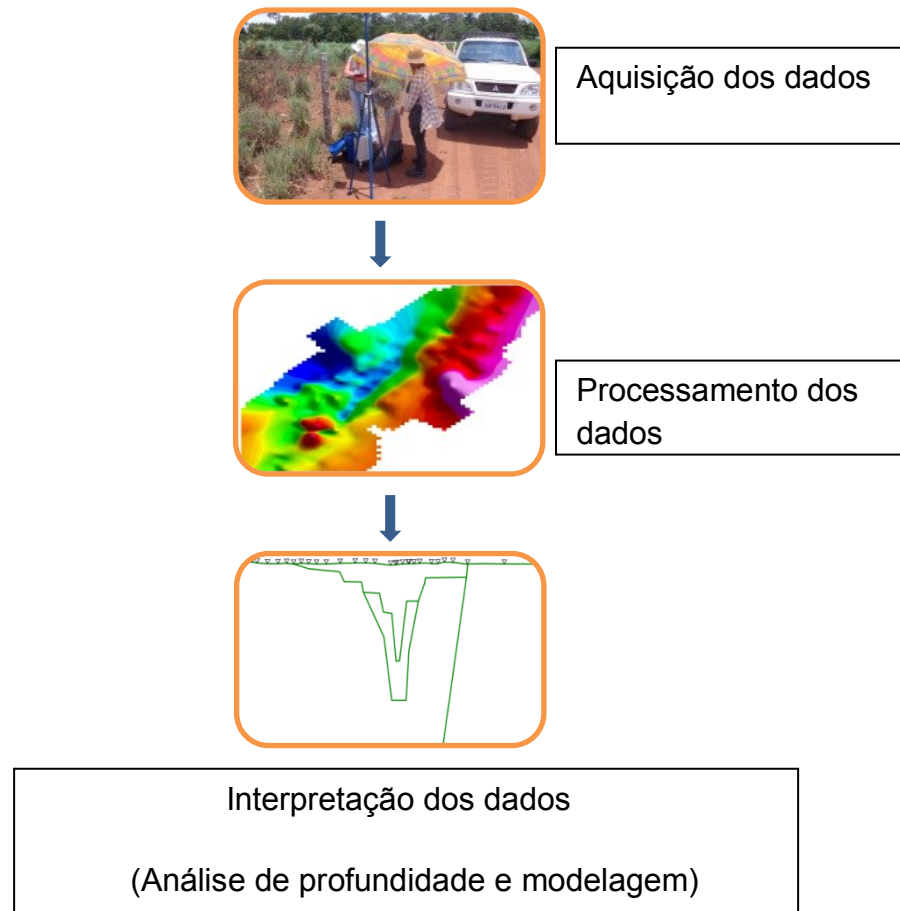 Aquisição dos dados
Processamento dos
dados
Interpretação dos dados
(Análise de profundidade e modelagem)